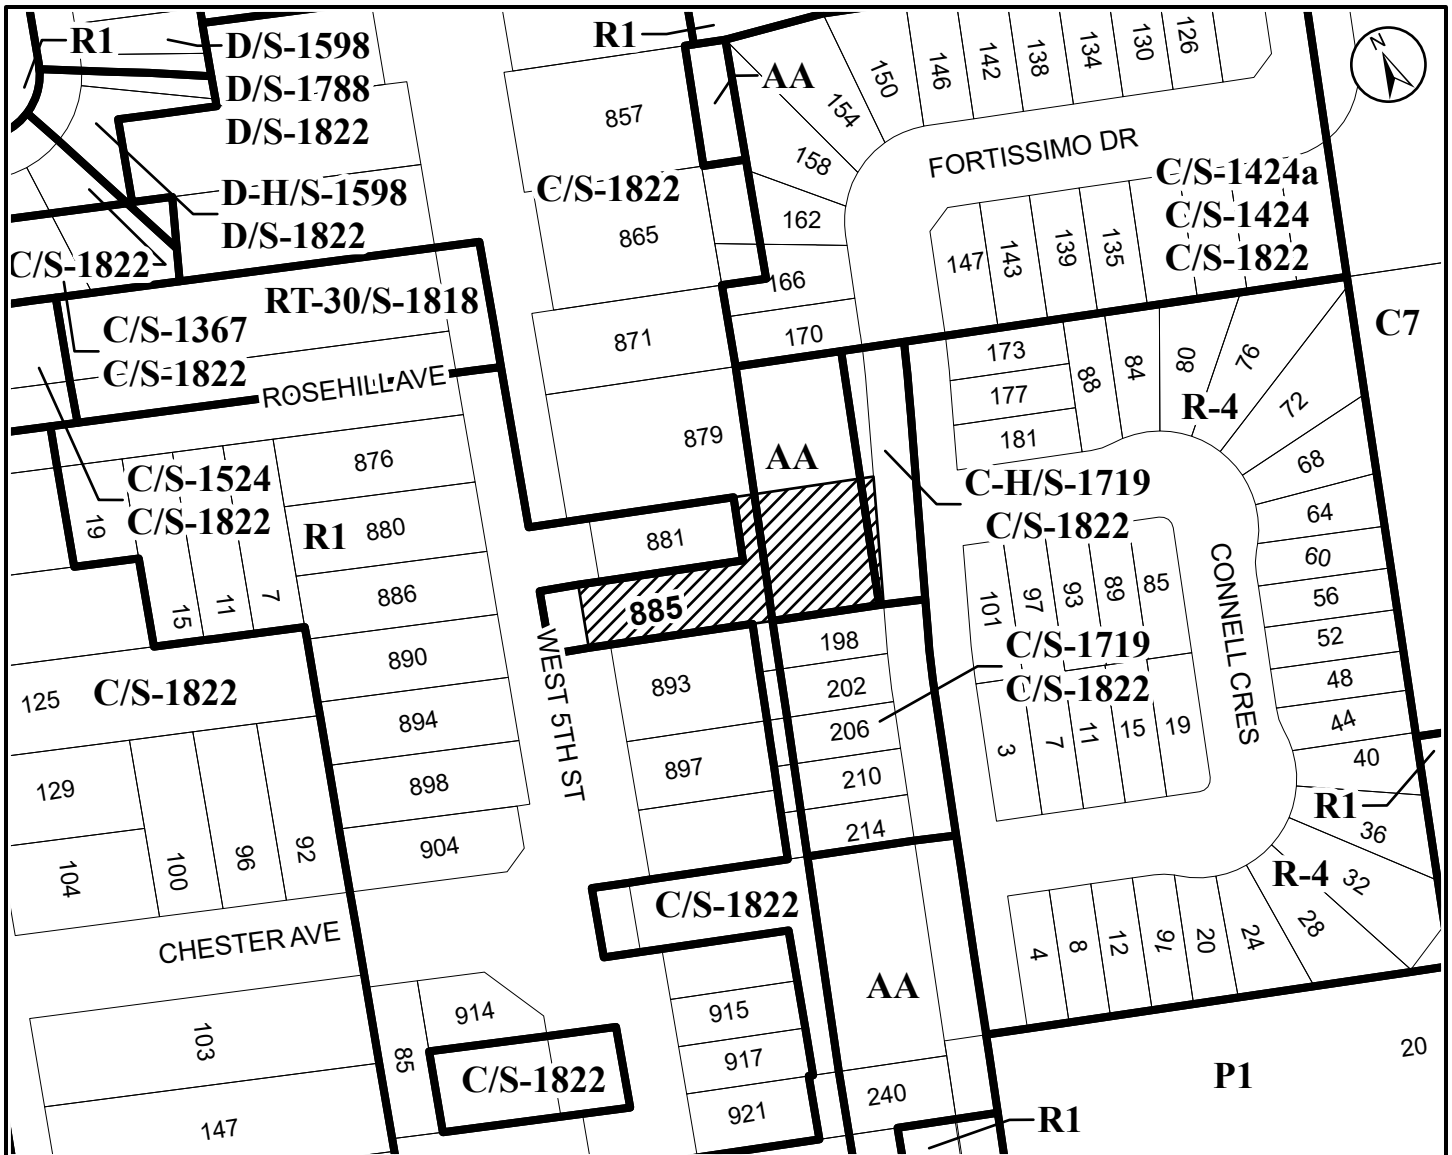 R1
D/S-1598
D/S-1788
D/S-1822
D-H/S-1598
D/S-1822
C/S-1822
RT-30/S-1818
C/S-1367
C/S-1822
ROSEHILL AVE
C/S-1524
C/S-1822
R1
857
C/S-1822
865
871
879
881
885
R1
AA
150
154
158
162
166
170
146
142
138
134
130
126
FORTISSIMO DR
C/S-1424a
C/S-1424
C/S-1822
147
143
139
135
N
C7
173
177
181
88
84
80
76
72
68
64
60
56
52
48
44
40
36
32
28
24
20
16
12
8
4
R-4
AA
C-H/S-1719
C/S-1822
101
97
93
89
85
C/S-1719
C/S-1822
3
7
11
15
19
CONNELL CRES
R1
R-4
19
15
11
7
876
880
886
890
894
898
904
WEST 5TH ST
893
897
198
202
206
210
214
125
C/S-1822
129
104
100
96
92
CHESTER AVE
103
147
85
914
C/S-1822
C/S-1822
915
917
921
AA
240
R1
P1
20